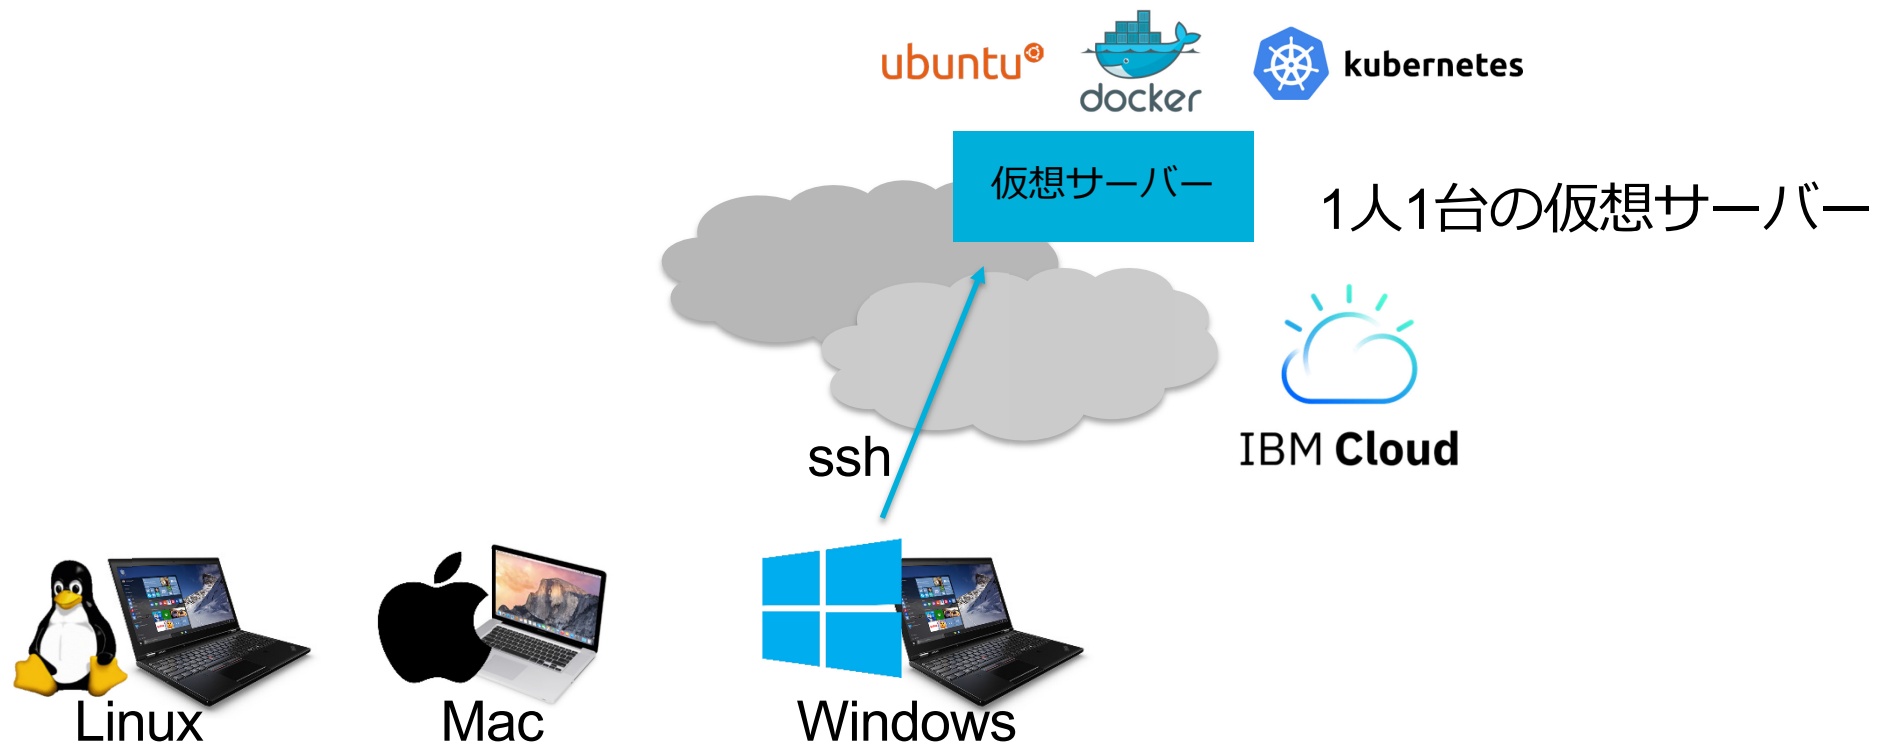 ubuntu
docker
kubernetes
仮想サーバー
1人1台の仮想サーバー
IBM Cloud
ssh
Linux
Mac
Windows